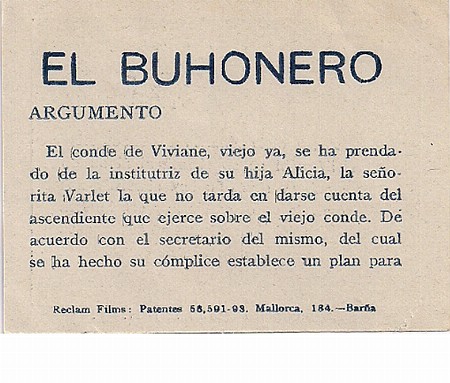 EL BUHONERO
ARGUMENTO
El conde de Viviane, viejo ya, se ha prenda-
do de la institutriz de su hija Alicia, la seño-
rita Varlet la que no tarda en darse cuenta del
ascendiente que ejerce sobre el viejo conde. De
acuerdo con el secretario del mismo, del cual
se ha hecho su cómplice establece un plan para
Reclam Films: Patentes 58,591-93. Mallorca, 184.—Barña